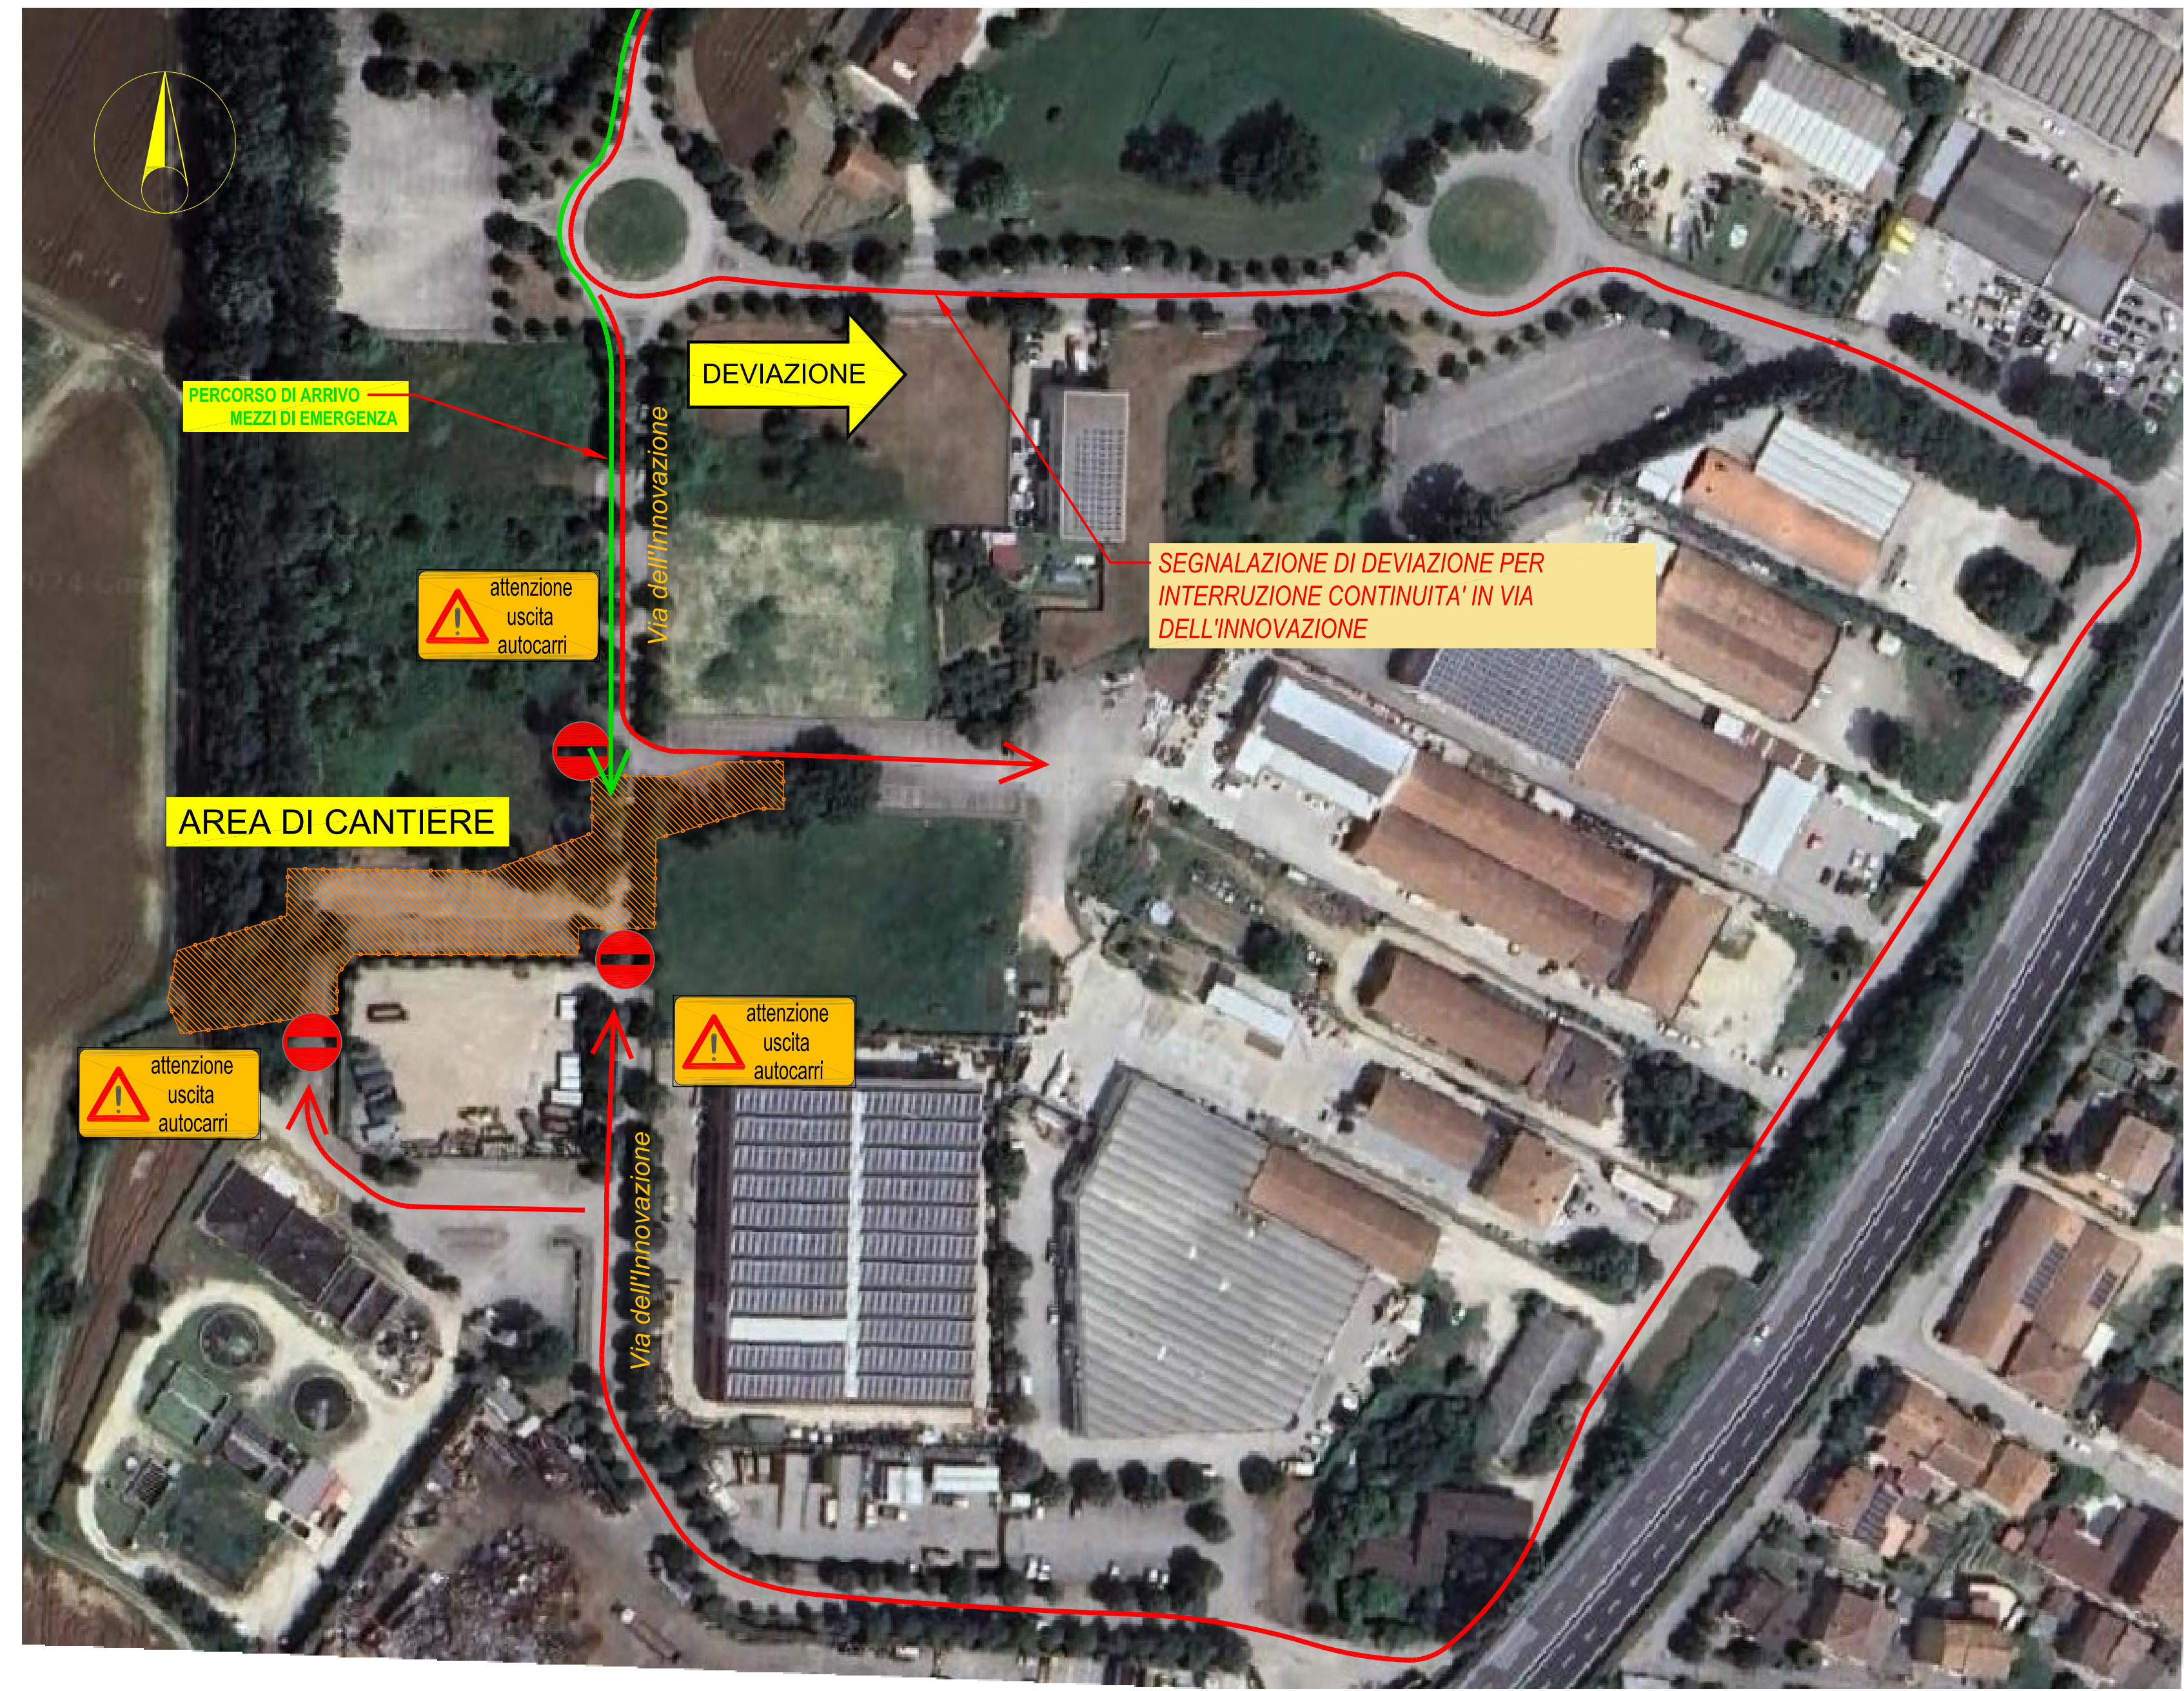 DEVIAZIONE
PERCORSO DI ARRIVO
MEZZI DI EMERGENZA
Via dell'Innovazione
SEGNALAZIONE DI DEVIAZIONE PER
INTERRUZIONE CONTINUITA' IN VIA
DELL'INNOVAZIONE
attenzione
uscita
autocarri
AREA DI CANTIERE
attenzione
uscita
autocarri
attenzione
uscita
autocarri
Via dell'Innovazione